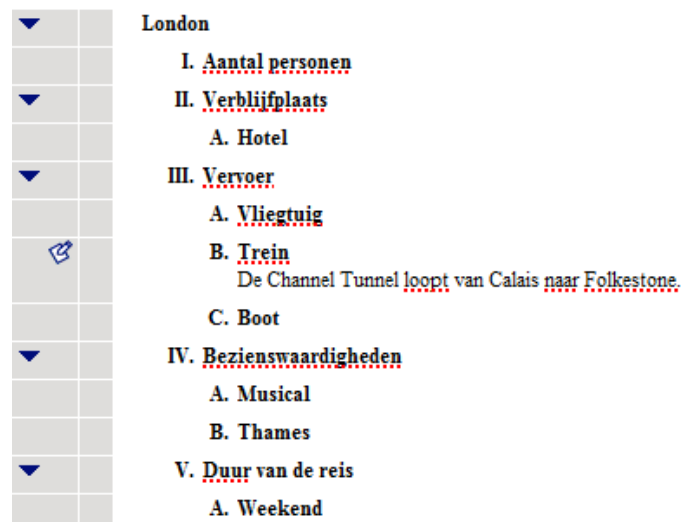 London
I. Aantal personen
II. Verblijfplaats
A. Hotel
III. Vervoer
A. Vliegtuig
B. Trein
De Channel Tunnel loopt van Calais naar Folkestone.
C. Boot
IV. Bezienswaardigheden
A. Musical
B. Thames
V. Duur van de reis
A. Weekend